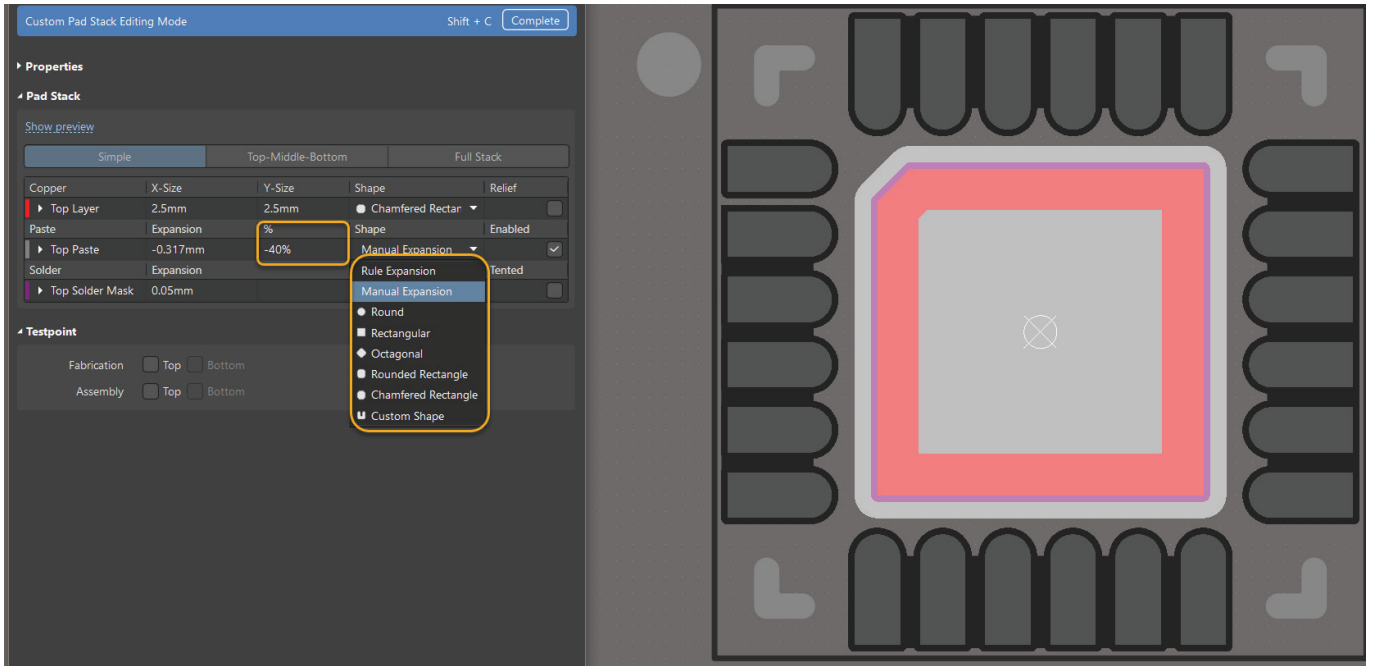 Custom Pad Stack Editing Mode Shift + C Complete
Properties
Pad Stack
Show preview
Simple Top-Middle-Bottom Full Stack
Copper X-Size Y-Size Shape Relief
Top Layer 2.5mm 2.5mm Chamfered Rectar
Paste Expansion % Shape Enabled
Top Paste -0.317mm -40% Manual Expansion
Solder Expansion Tented
Top Solder Mask 0.05mm
Rule Expansion
Manual Expansion
Round
Rectangular
Octagonal
Rounded Rectangle
Chamfered Rectangle
Custom Shape
Testpoint
Fabrication Top Bottom
Assembly Top Bottom